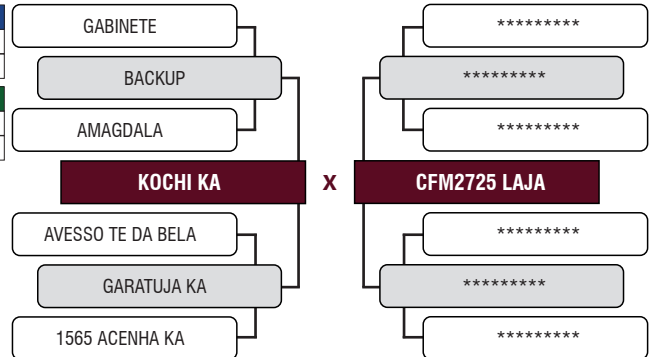 GABINETE
BACKUP
AMAGDALA
KOCHI KA
AVESSO TE DA BELA
GARATUJA KA
1565 ACENHA KA
X
*********
*********
*********
CFM2725 LAJA
*********
*********
*********